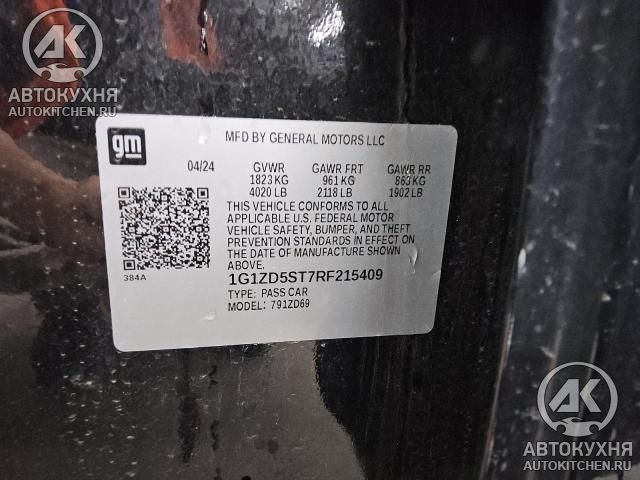 АК
АВТОКУХНЯ
AUTOKITCHEN.RU
gm
MFD BY GENERAL MOTORS LLC
04/24 GVWR GAWR FRT GAWR RR
1823 KG 961 KG 863 KG
4020 LB 2118 LB 1902 LB
THIS VEHICLE CONFORMS TO ALL
APPLICABLE U.S. FEDERAL MOTOR
VEHICLE SAFETY, BUMPER, AND THEFT
PREVENTION STANDARDS IN EFFECT ON
THE DATE OF MANUFACTURE SHOWN
ABOVE.
384A
1G1ZD5ST7RF215409
TYPE: PASS CAR
MODEL: 791ZD69
АК
АВТОКУХНЯ
AUTOKITCHEN.RU